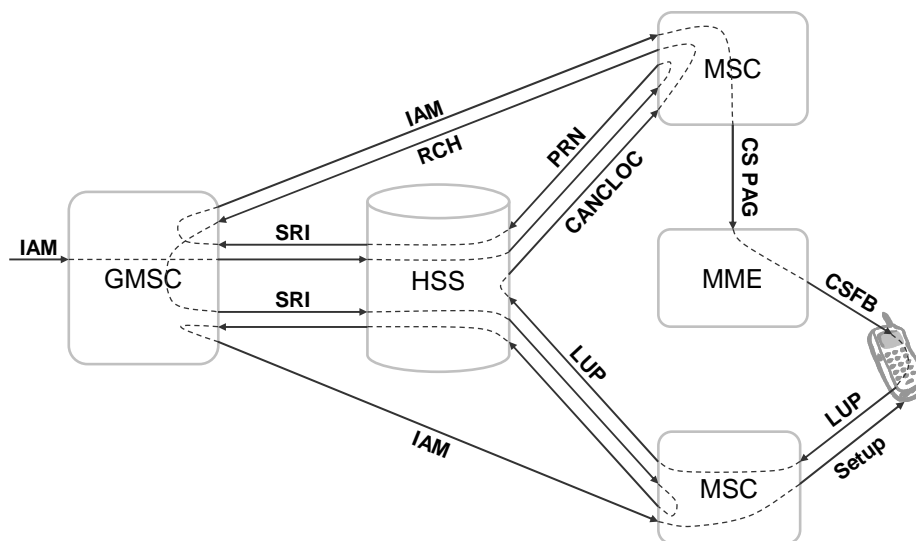 MSC
IAM
RCH
PRN
CANCLOC
CS PAG
IAM
GMSC
SRI
SRI
HSS
MME
CSFB
LUP
IAM
LUP
Setup
MSC